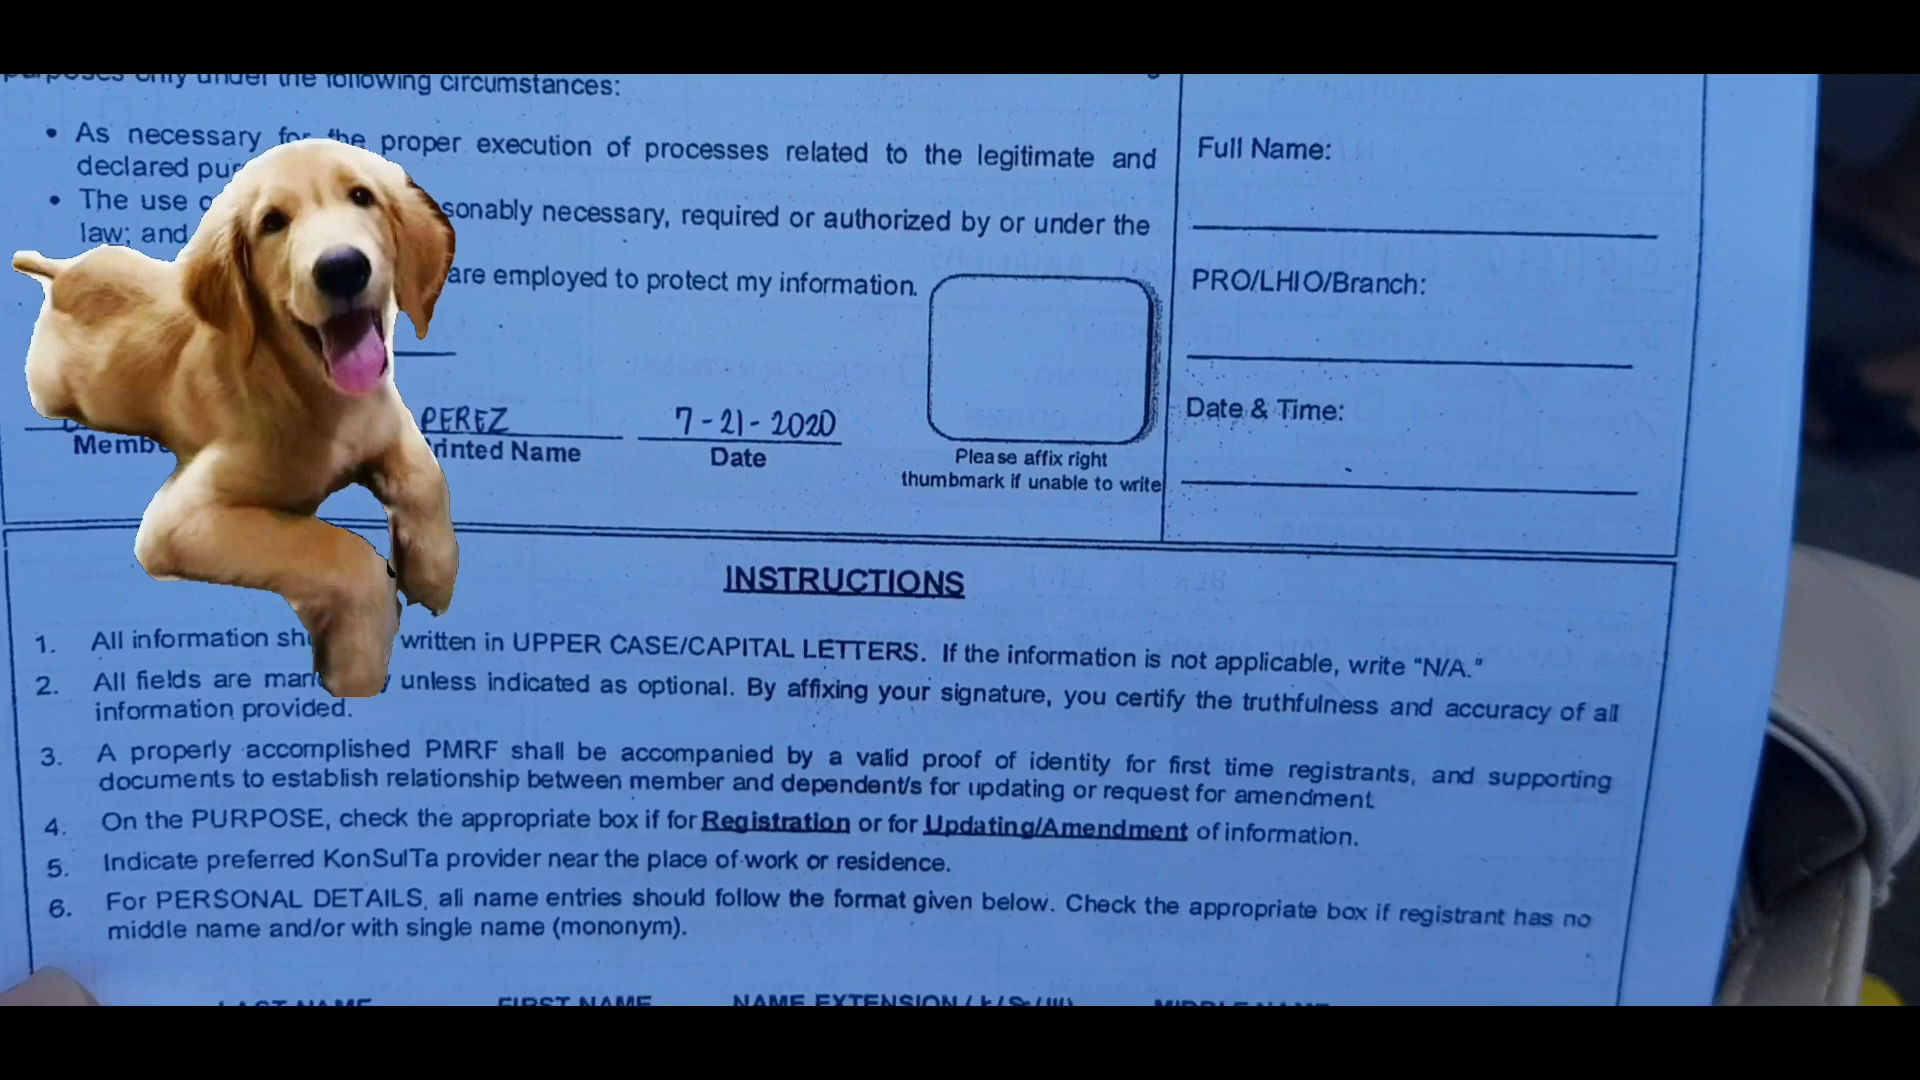 purposes only under the following circumstances:
• As necessary for the proper execution of processes related to the legitimate and
declared
• The use
sonably necessary, required or authorized by or under the
law; and
are employed to protect my information.
PEREZ
7-21-2020
Memb
rinted Name
Date
Please affix right
thumbmark if unable to write
Full Name:
PRO/LHIO/Branch:
Date & Time:
INSTRUCTIONS
1. All information written in UPPER CASE/CAPITAL LETTERS. If the information is not applicable, write “N/A.”
2. All fields are unless indicated as optional. By affixing your signature, you certify the truthfulness and accuracy of all
information provided.
3. A properly accomplished PMRF shall be accompanied by a valid proof of identity for first time registrants, and supporting
documents to establish relationship between member and dependent/s for updating or request for amendment
4. On the PURPOSE, check the appropriate box if for Registration or for Updating/Amendment of information.
5. Indicate preferred KonSulTa provider near the place of work or residence.
6. For PERSONAL DETAILS, all name entries should follow the format given below. Check the appropriate box if registrant has no
middle name and/or with single name (mononym).
LAST NAME FIRST NAME NAME EXTENSION MIDDLE NAME